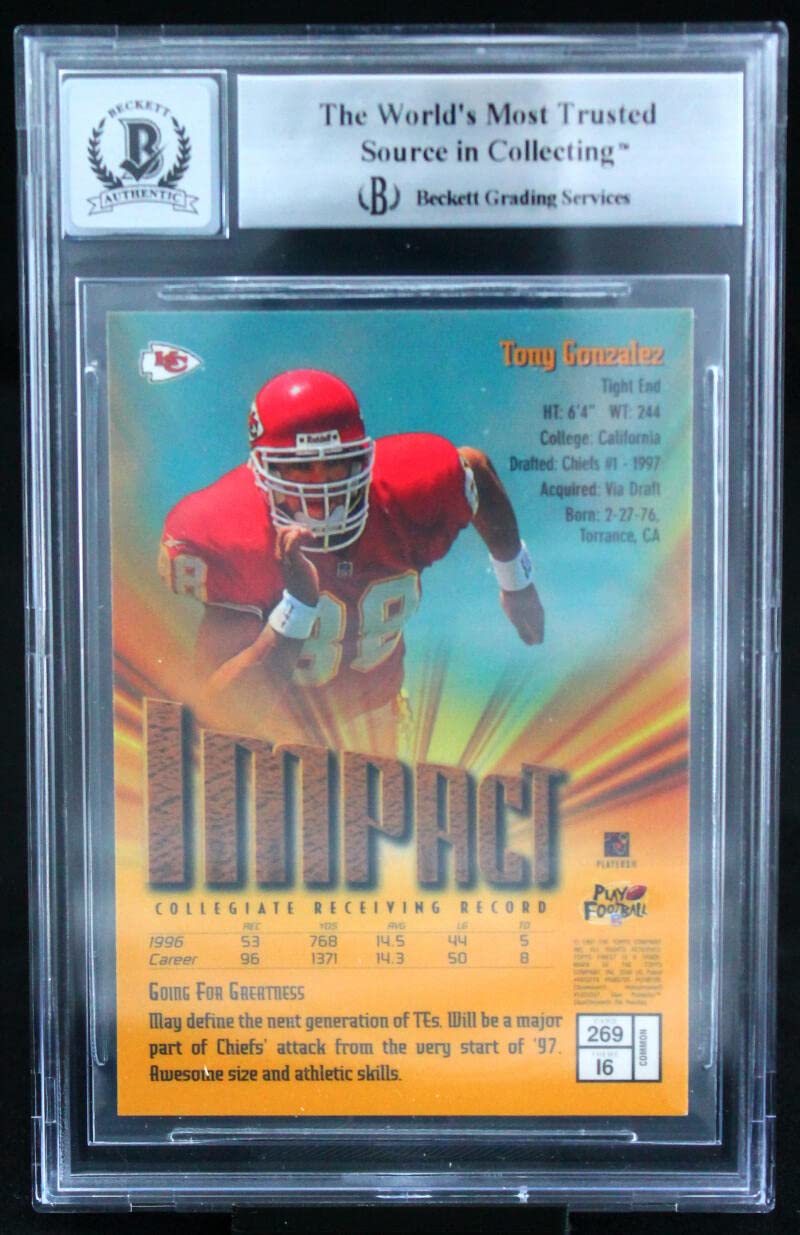 BECKETT
B
AUTHENTIC
The World's Most Trusted
Source in Collecting™
B Beckett Grading Services
KC
Tony Gonzalez
Tight End
HT: 6'4" WT: 244
College: California
Drafted: Chiefs #1 - 1997
Acquired: Via Draft
Born: 2-27-76,
Torrance, CA
Riddell
88
IMPACT
PLAYERS
PLAY
FOOTBALL
COLLEGIATE RECEIVING RECORD
REC YDS AVG LG TD
1996 53 768 14.5 44 5
Career 96 1371 14.3 50 8
GOING FOR GREATNESS
May define the next generation of TEs. Will be a major
part of Chiefs' attack from the very start of '97.
Awesome size and athletic skills.
CARD
269
THEME
I6
COMMON